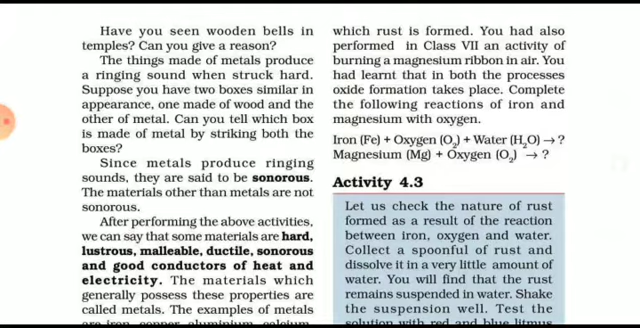 Have you seen wooden bells in
temples? Can you give a reason?
The things made of metals produce
a ringing sound when struck hard.
Suppose you have two boxes similar in
appearance, one made of wood and the
other of metal. Can you tell which box
is made of metal by striking both the
boxes?
Since metals produce ringing
sounds, they are said to be sonorous.
The materials other than metals are not
sonorous.
After performing the above activities,
we can say that some materials are hard,
lustrous, malleable, ductile, sonorous
and good conductors of heat and
electricity. The materials which
generally possess these properties are
called metals. The examples of metals
are iron, copper, aluminium, calcium,
which rust is formed. You had also
performed in Class VII an activity of
burning a magnesium ribbon in air. You
had learnt that in both the processes
oxide formation takes place. Complete
the following reactions of iron and
magnesium with oxygen.
Iron (Fe) + Oxygen (O₂) + Water (H₂O) → ?
Magnesium (Mg) + Oxygen (O₂) → ?
Activity 4.3
Let us check the nature of rust
formed as a result of the reaction
between iron, oxygen and water.
Collect a spoonful of rust and
dissolve it in a very little amount of
water. You will find that the rust
remains suspended in water. Shake
the suspension well. Test the
solution with red and blue litmus